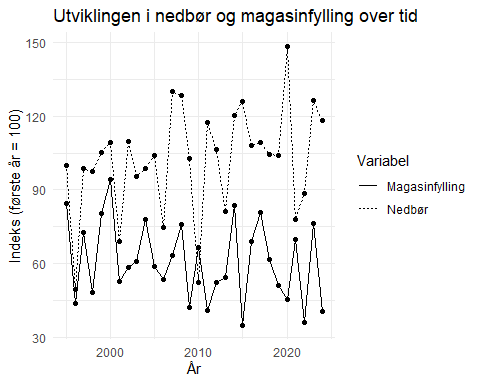 Utviklingen i nedbør og magasinfylling over tid
Indeks (første år = 100)
150
120
90
60
30
2000
2010
2020
År
Variabel
Magasinfylling
Nedbør